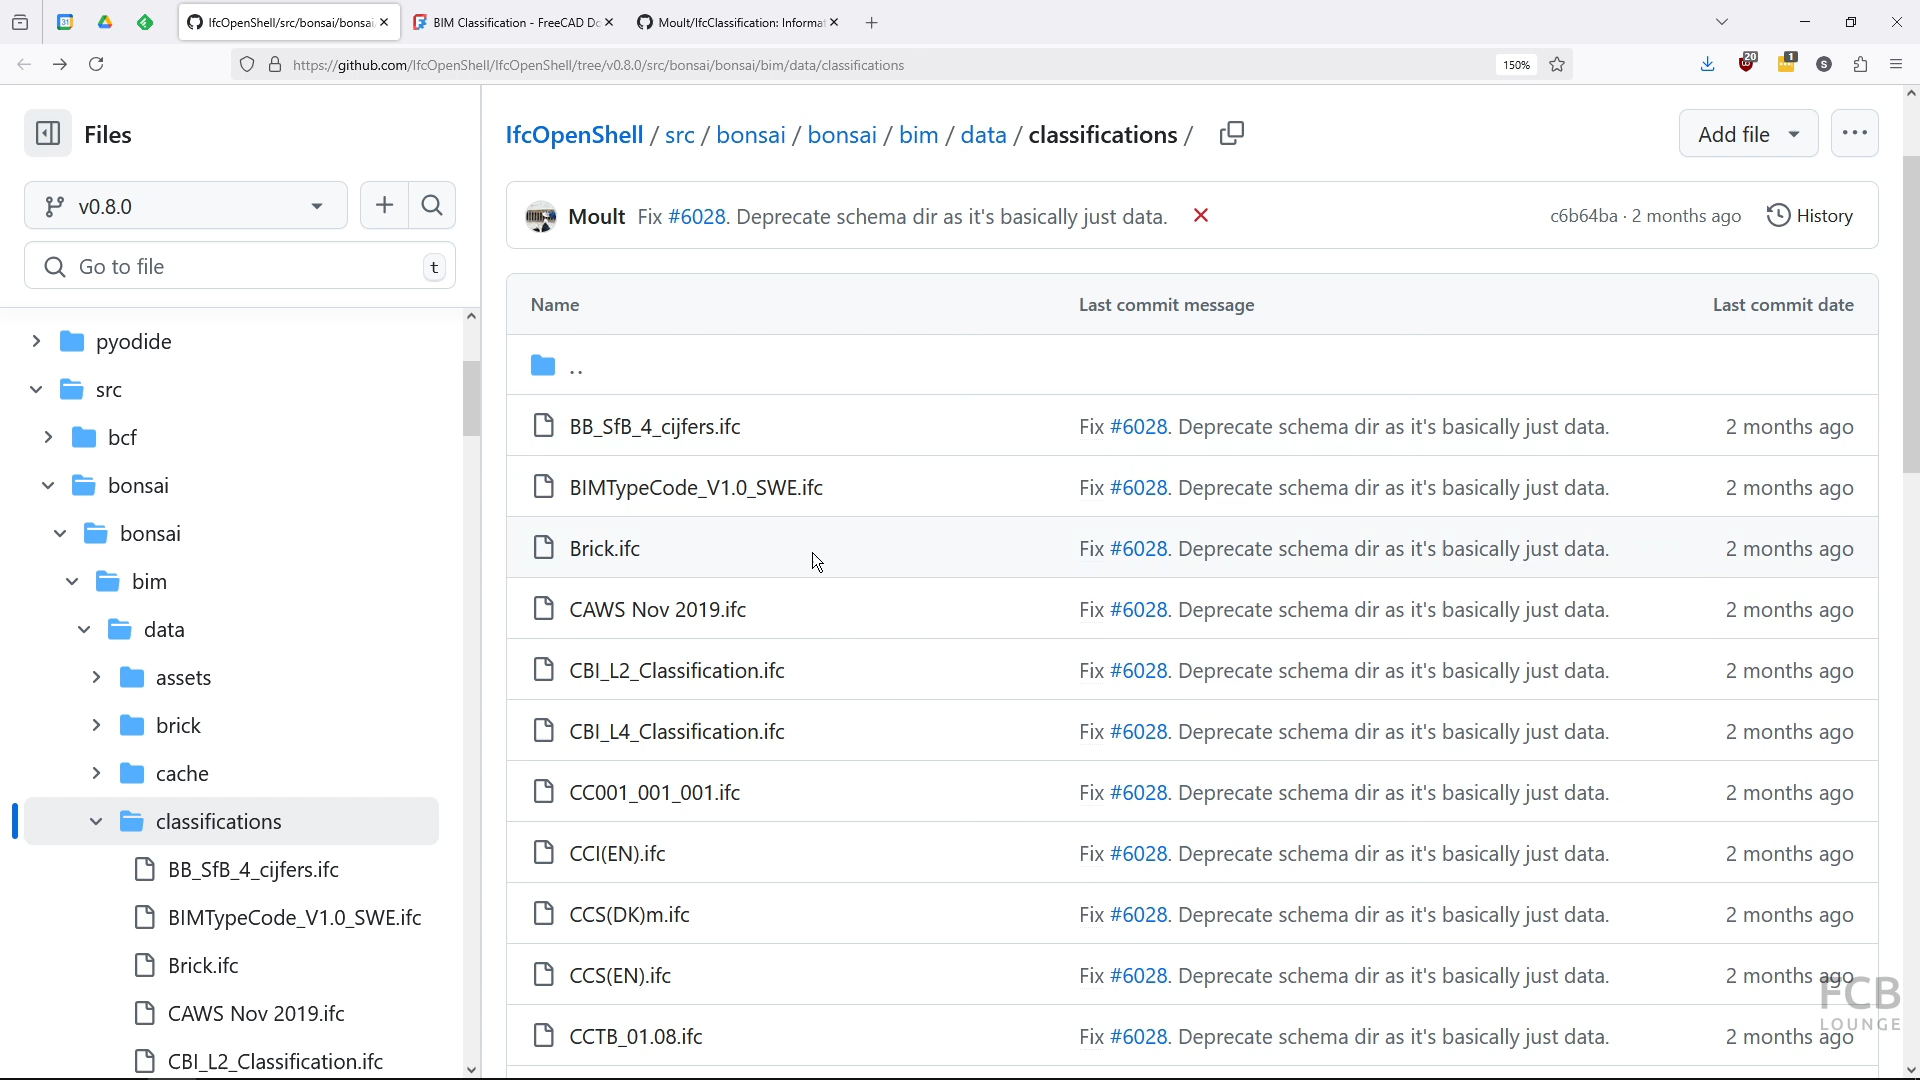 IfcOpenShell/src/bonsai/bonsai
BIM Classification - FreeCAD Do
Moult/IfcClassification: Informat
https://github.com/IfcOpenShell/IfcOpenShell/tree/v0.8.0/src/bonsai/bonsai/bim/data/classifications
150%
20
1
S
Files
v0.8.0
Go to file
t
pyodide
src
bcf
bonsai
bonsai
bim
data
assets
brick
cache
classifications
BB_SfB_4_cijfers.ifc
BIMTypeCode_V1.0_SWE.ifc
Brick.ifc
CAWS Nov 2019.ifc
CBI_L2_Classification.ifc
IfcOpenShell / src / bonsai / bonsai / bim / data / classifications /
Add file
Moult Fix #6028. Deprecate schema dir as it's basically just data.
c6b64ba · 2 months ago
History
Name Last commit message Last commit date
..
BB_SfB_4_cijfers.ifc Fix #6028. Deprecate schema dir as it's basically just data. 2 months ago
BIMTypeCode_V1.0_SWE.ifc Fix #6028. Deprecate schema dir as it's basically just data. 2 months ago
Brick.ifc Fix #6028. Deprecate schema dir as it's basically just data. 2 months ago
CAWS Nov 2019.ifc Fix #6028. Deprecate schema dir as it's basically just data. 2 months ago
CBI_L2_Classification.ifc Fix #6028. Deprecate schema dir as it's basically just data. 2 months ago
CBI_L4_Classification.ifc Fix #6028. Deprecate schema dir as it's basically just data. 2 months ago
CC001_001_001.ifc Fix #6028. Deprecate schema dir as it's basically just data. 2 months ago
CCI(EN).ifc Fix #6028. Deprecate schema dir as it's basically just data. 2 months ago
CCS(DK)m.ifc Fix #6028. Deprecate schema dir as it's basically just data. 2 months ago
CCS(EN).ifc Fix #6028. Deprecate schema dir as it's basically just data. 2 months ago
CCTB_01.08.ifc Fix #6028. Deprecate schema dir as it's basically just data. 2 months ago
FCB
LOUNGE